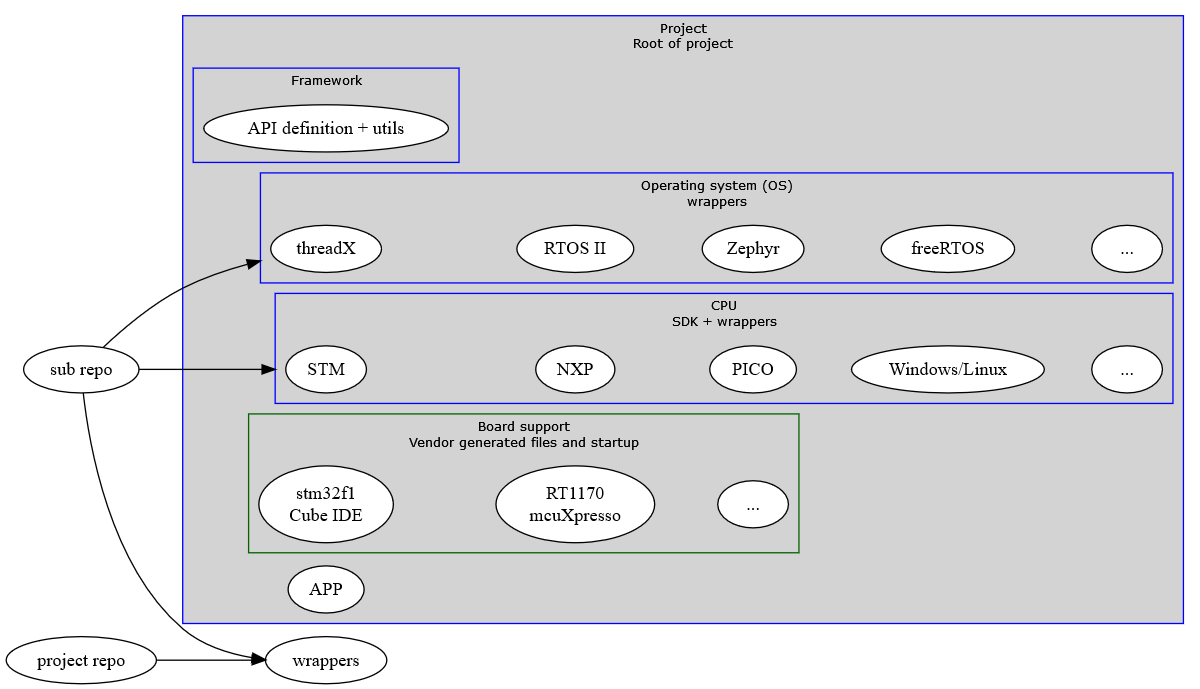 Project
Root of project
Framework
API definition + utils
Operating system (OS)
wrappers
threadX
RTOS II
Zephyr
freeRTOS
...
CPU
SDK + wrappers
sub repo
STM
NXP
PICO
Windows/Linux
...
Board support
Vendor generated files and startup
stm32f1
Cube IDE
RT1170
mcuXpresso
...
APP
project repo
wrappers